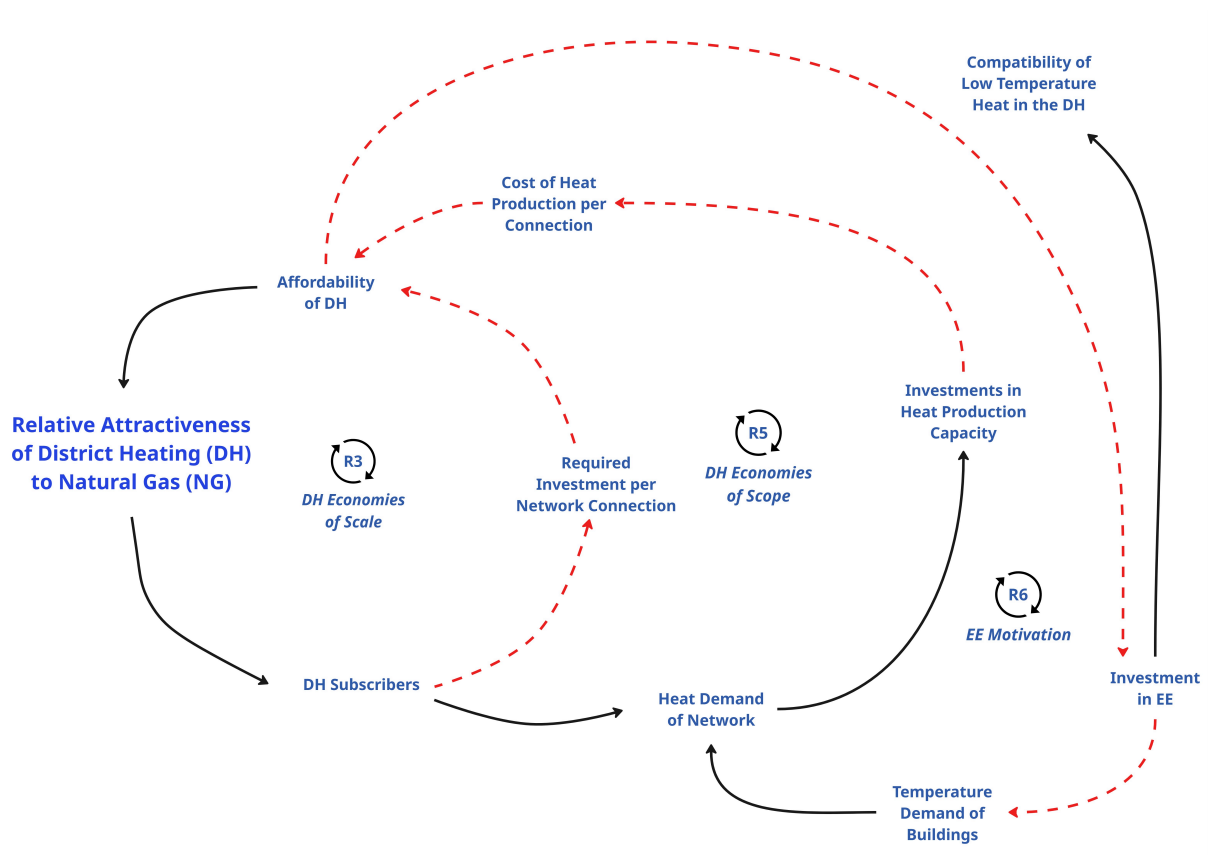 Compatibility of
Low Temperature
Heat in the DH
Cost of Heat
Production per
Connection
Affordability
of DH
Relative Attractiveness
of District Heating (DH)
to Natural Gas (NG)
R3
DH Economies
of Scale
Required
Investment per
Network Connection
R5
DH Economies
of Scope
Investments in
Heat Production
Capacity
R6
EE Motivation
DH Subscribers
Heat Demand
of Network
Investment
in EE
Temperature
Demand of
Buildings